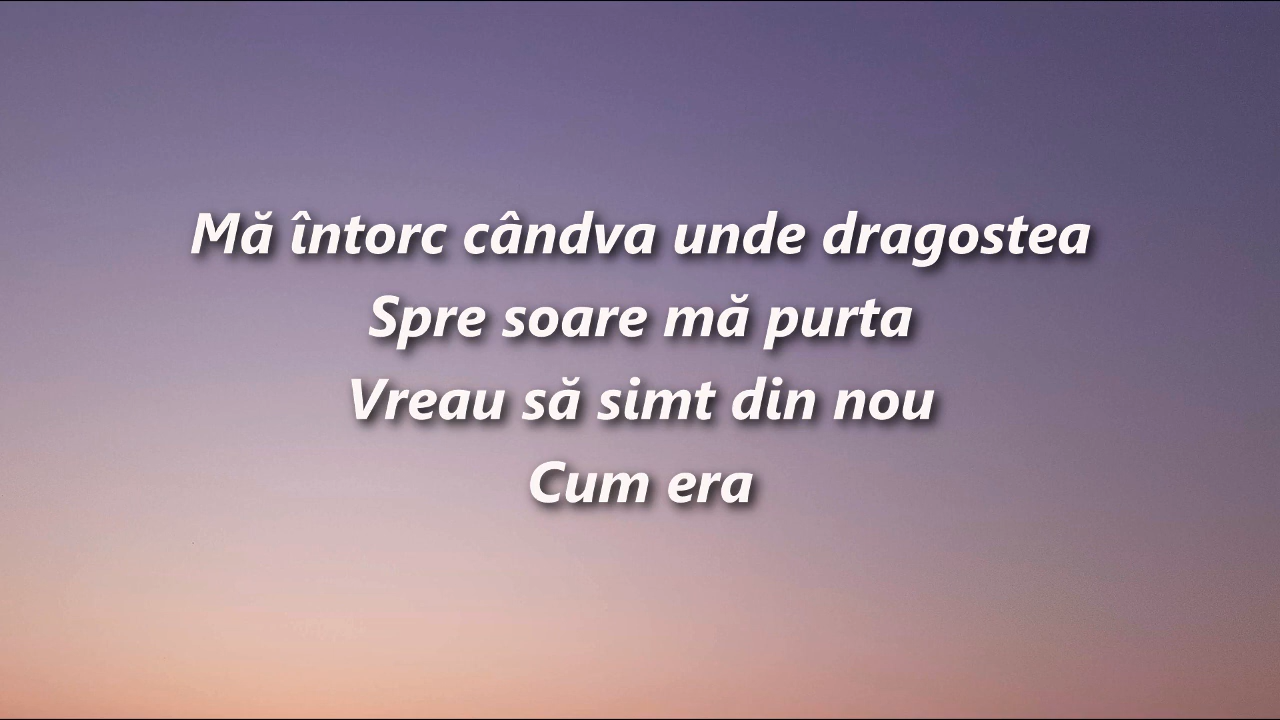 Mă întorc cândva unde dragostea
Spre soare mă purta
Vreau să simt din nou
Cum era